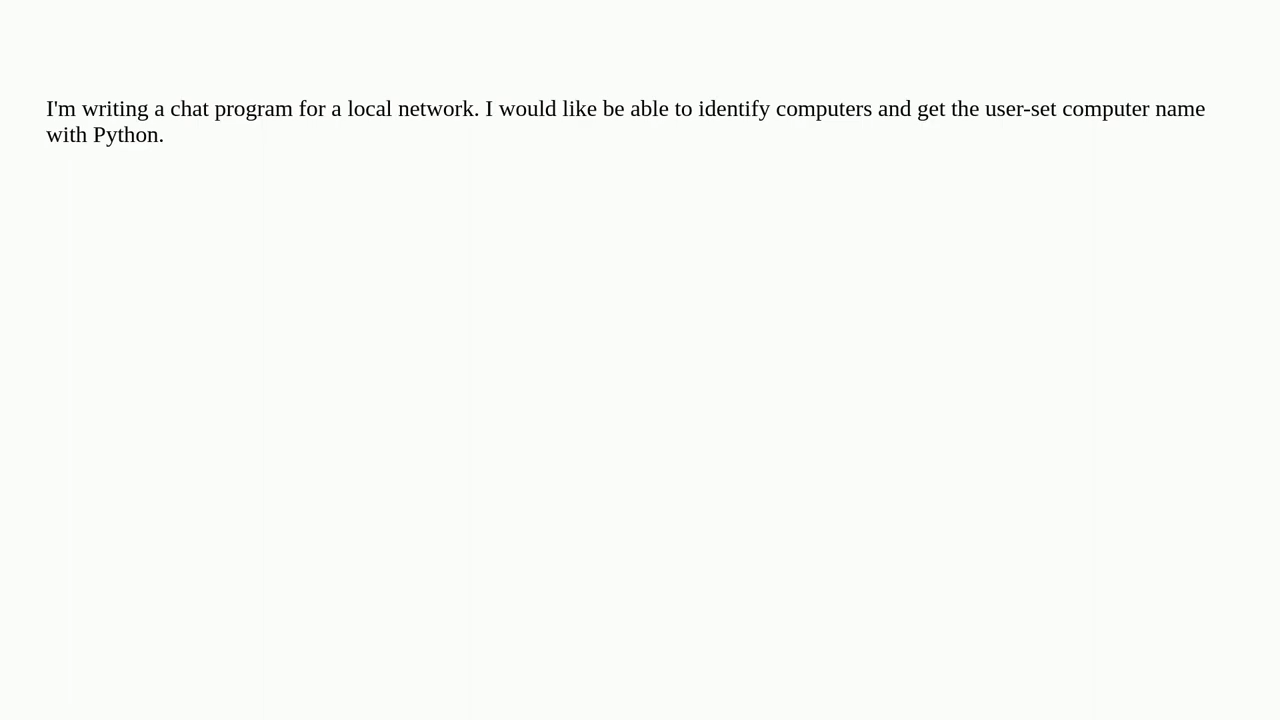 I'm writing a chat program for a local network. I would like be able to identify computers and get the user-set computer name
with Python.